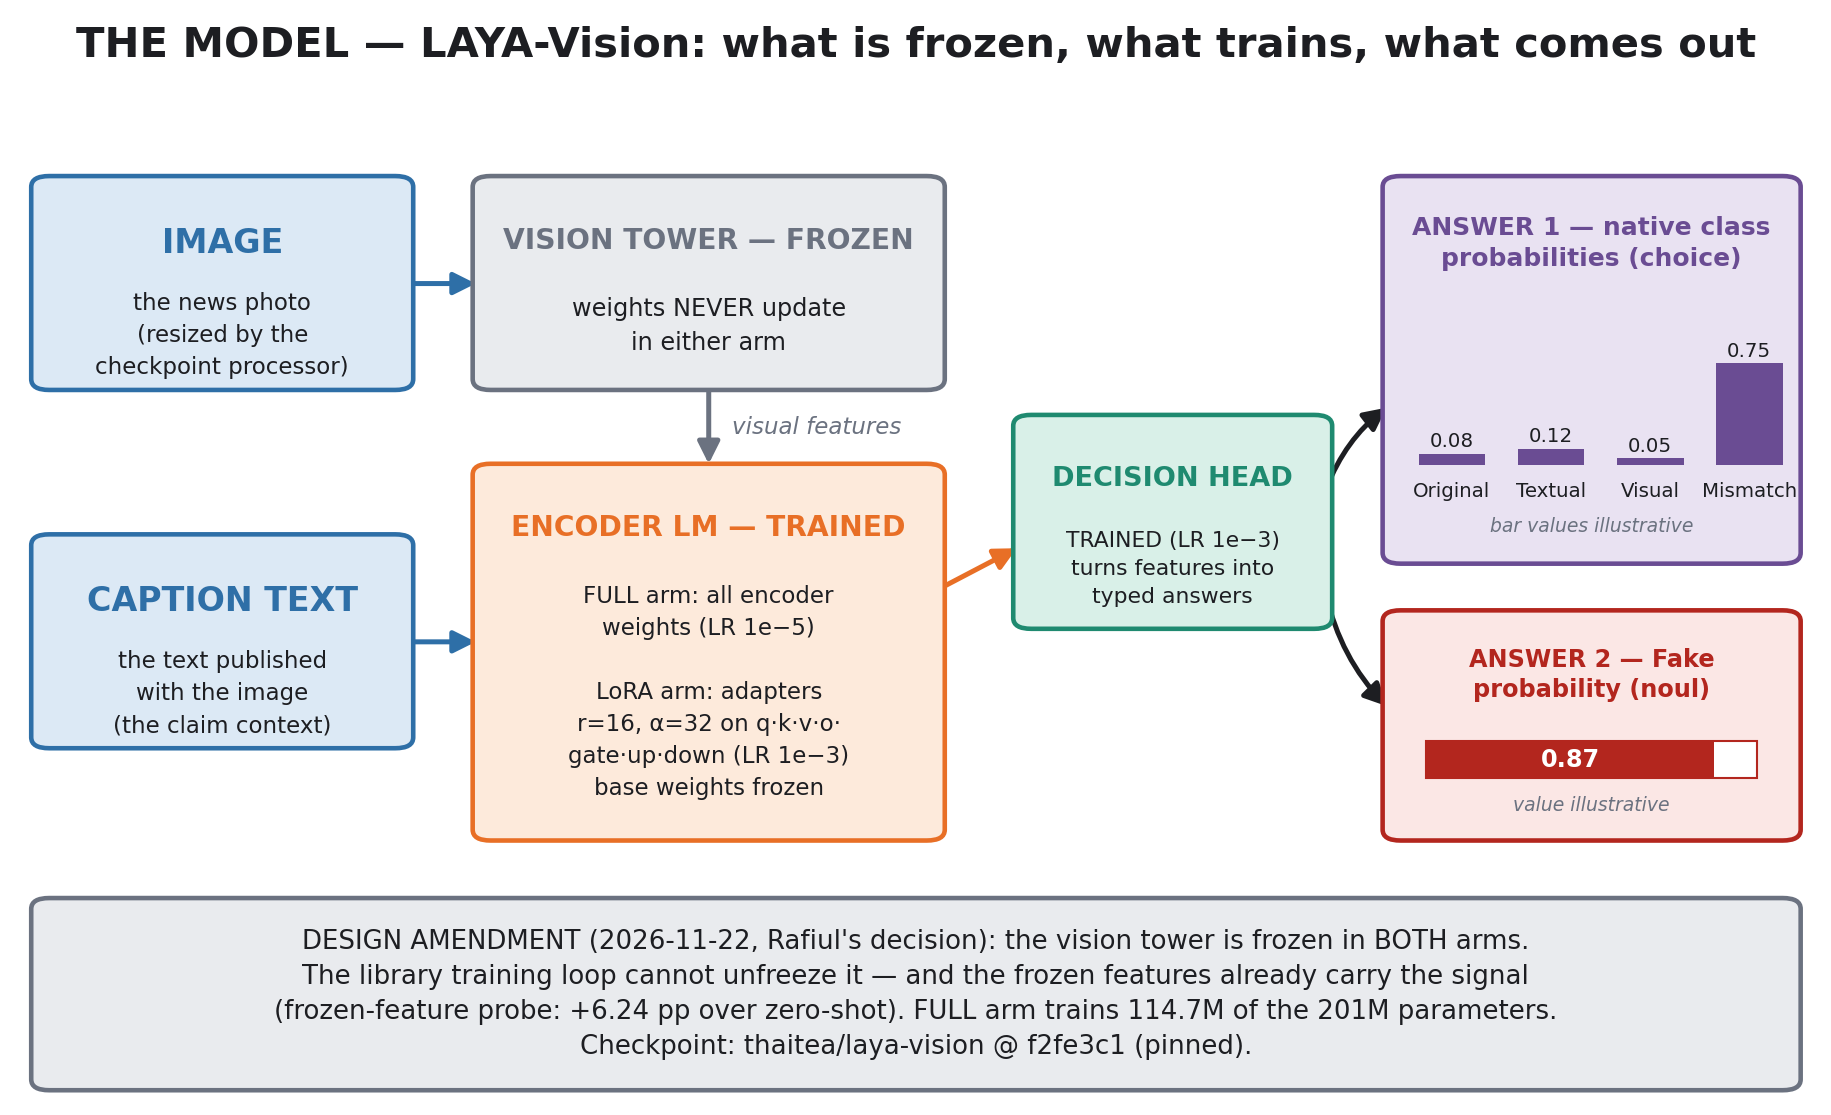 THE MODEL — LAYA-Vision: what is frozen, what trains, what comes out
IMAGE
the news photo
(resized by the
checkpoint processor)
VISION TOWER — FROZEN
weights NEVER update
in either arm
visual features
CAPTION TEXT
the text published
with the image
(the claim context)
ENCODER LM — TRAINED
FULL arm: all encoder
weights (LR 1e−5)
LoRA arm: adapters
r=16, α=32 on q·k·v·o·
gate·up·down (LR 1e−3)
base weights frozen
DECISION HEAD
TRAINED (LR 1e−3)
turns features into
typed answers
ANSWER 1 — native class
probabilities (choice)
0.08 0.12 0.05 0.75
Original Textual Visual Mismatch
bar values illustrative
ANSWER 2 — Fake
probability (noul)
0.87
value illustrative
DESIGN AMENDMENT (2026-11-22, Rafiul's decision): the vision tower is frozen in BOTH arms.
The library training loop cannot unfreeze it — and the frozen features already carry the signal
(frozen-feature probe: +6.24 pp over zero-shot). FULL arm trains 114.7M of the 201M parameters.
Checkpoint: thaitea/laya-vision @ f2fe3c1 (pinned).